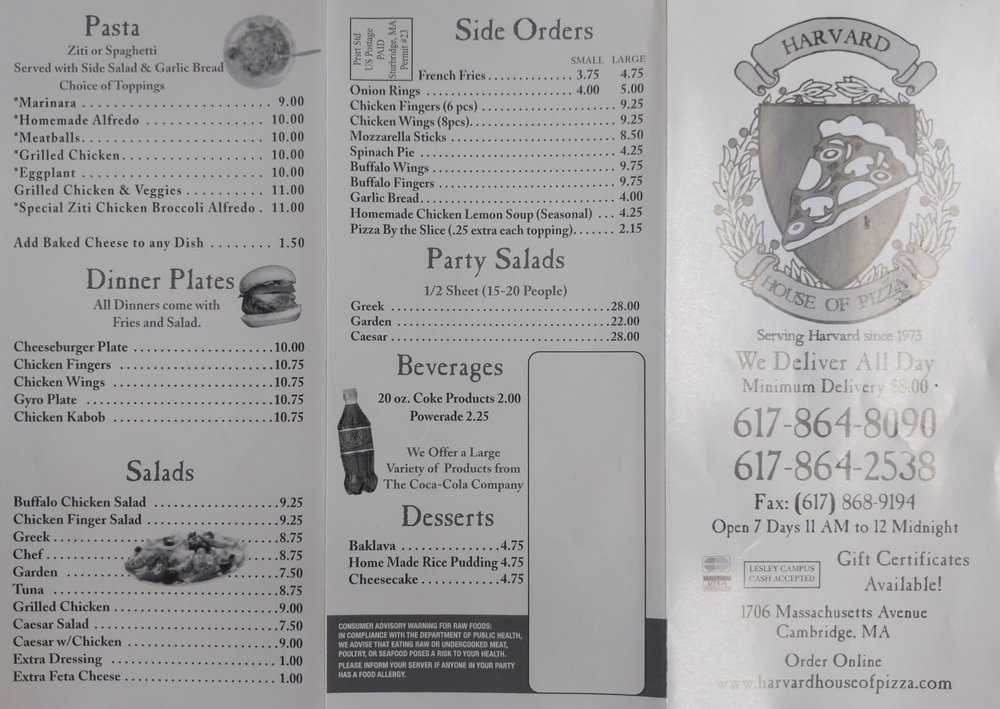 Pasta
Ziti or Spaghetti
Served with Side Salad & Garlic Bread
Choice of Toppings
*Marinara . . . . . . . . . . . . . . . . . . . . . . . . 9.00
*Homemade Alfredo . . . . . . . . . . . . . . . 10.00
*Meatballs. . . . . . . . . . . . . . . . . . . . . . . 10.00
*Grilled Chicken. . . . . . . . . . . . . . . . . . 10.00
*Eggplant . . . . . . . . . . . . . . . . . . . . . . . 10.00
Grilled Chicken & Veggies . . . . . . . . . . 11.00
*Special Ziti Chicken Broccoli Alfredo . 11.00
Add Baked Cheese to any Dish . . . . . . . . 1.50
Dinner Plates
All Dinners come with
Fries and Salad.
Cheeseburger Plate . . . . . . . . . . . . . . . . . . . .10.00
Chicken Fingers . . . . . . . . . . . . . . . . . . . . . .10.75
Chicken Wings . . . . . . . . . . . . . . . . . . . . . . .10.75
Gyro Plate . . . . . . . . . . . . . . . . . . . . . . . . . . .10.75
Chicken Kabob . . . . . . . . . . . . . . . . . . . . . . .10.75
Salads
Buffalo Chicken Salad . . . . . . . . . . . . . . . . . . .9.25
Chicken Finger Salad . . . . . . . . . . . . . . . . . . . .9.25
Greek . . . . . . . . . . . . . . . . . . . . . . . . . . . . . . . .8.75
Chef . . . . . . . . . . . . . . . . . . . . . . . . . . . . . . . . .8.75
Garden . . . . . . . . . . . . . . . . . . . . . . . . . . . . . . .7.50
Tuna . . . . . . . . . . . . . . . . . . . . . . . . . . . . . . . . .8.75
Grilled Chicken . . . . . . . . . . . . . . . . . . . . . . . . .9.00
Caesar Salad . . . . . . . . . . . . . . . . . . . . . . . . . . .7.50
Caesar w/Chicken . . . . . . . . . . . . . . . . . . . . . . .9.00
Extra Dressing . . . . . . . . . . . . . . . . . . . . . . . . . 1.00
Extra Feta Cheese . . . . . . . . . . . . . . . . . . . . . . . 1.00
Prsrt Std
US Postage
PAID
Sturbridge, MA
Permit #23
Side Orders
SMALL LARGE
French Fries . . . . . . . . . . . . 3.75 4.75
Onion Rings . . . . . . . . . . . . . . . . . . . . . 4.00 5.00
Chicken Fingers (6 pcs) . . . . . . . . . . . . . . . . . . . 9.25
Chicken Wings (8pcs). . . . . . . . . . . . . . . . . . . . . 9.25
Mozzarella Sticks . . . . . . . . . . . . . . . . . . . . . . . . 8.50
Spinach Pie . . . . . . . . . . . . . . . . . . . . . . . . . . . . 4.25
Buffalo Wings . . . . . . . . . . . . . . . . . . . . . . . . . . 9.75
Buffalo Fingers . . . . . . . . . . . . . . . . . . . . . . . . . 9.75
Garlic Bread. . . . . . . . . . . . . . . . . . . . . . . . . . . . 4.00
Homemade Chicken Lemon Soup (Seasonal) . . . 4.25
Pizza By the Slice (.25 extra each topping). . . . . . . 2.15
Party Salads
1/2 Sheet (15-20 People)
Greek . . . . . . . . . . . . . . . . . . . . . . . . . . . . . . .28.00
Garden . . . . . . . . . . . . . . . . . . . . . . . . . . . . . .22.00
Caesar . . . . . . . . . . . . . . . . . . . . . . . . . . . . . . .28.00
Beverages
20 oz. Coke Products 2.00
Powerade 2.25
We Offer a Large
Variety of Products from
The Coca-Cola Company
Desserts
Baklava . . . . . . . . . . . . . .4.75
Home Made Rice Pudding 4.75
Cheesecake . . . . . . . . . . .4.75
CONSUMER ADVISORY WARNING FOR RAW FOODS:
IN COMPLIANCE WITH THE DEPARTMENT OF PUBLIC HEALTH,
WE ADVISE THAT EATING RAW OR UNDERCOOKED MEAT,
POULTRY, OR SEAFOOD POSES A RISK TO YOUR HEALTH.
PLEASE INFORM YOUR SERVER IF ANYONE IN YOUR PARTY
HAS A FOOD ALLERGY.
HARVARD
HOUSE OF PIZZA
Serving Harvard since 1973
We Deliver All Day
Minimum Delivery $8.00
617-864-8090
617-864-2538
Fax: (617) 868-9194
Open 7 Days 11 AM to 12 Midnight
VISA
LESLEY CAMPUS
CASH ACCEPTED
Gift Certificates
Available!
1706 Massachusetts Avenue
Cambridge, MA
Order Online
www.harvardhouseofpizza.com